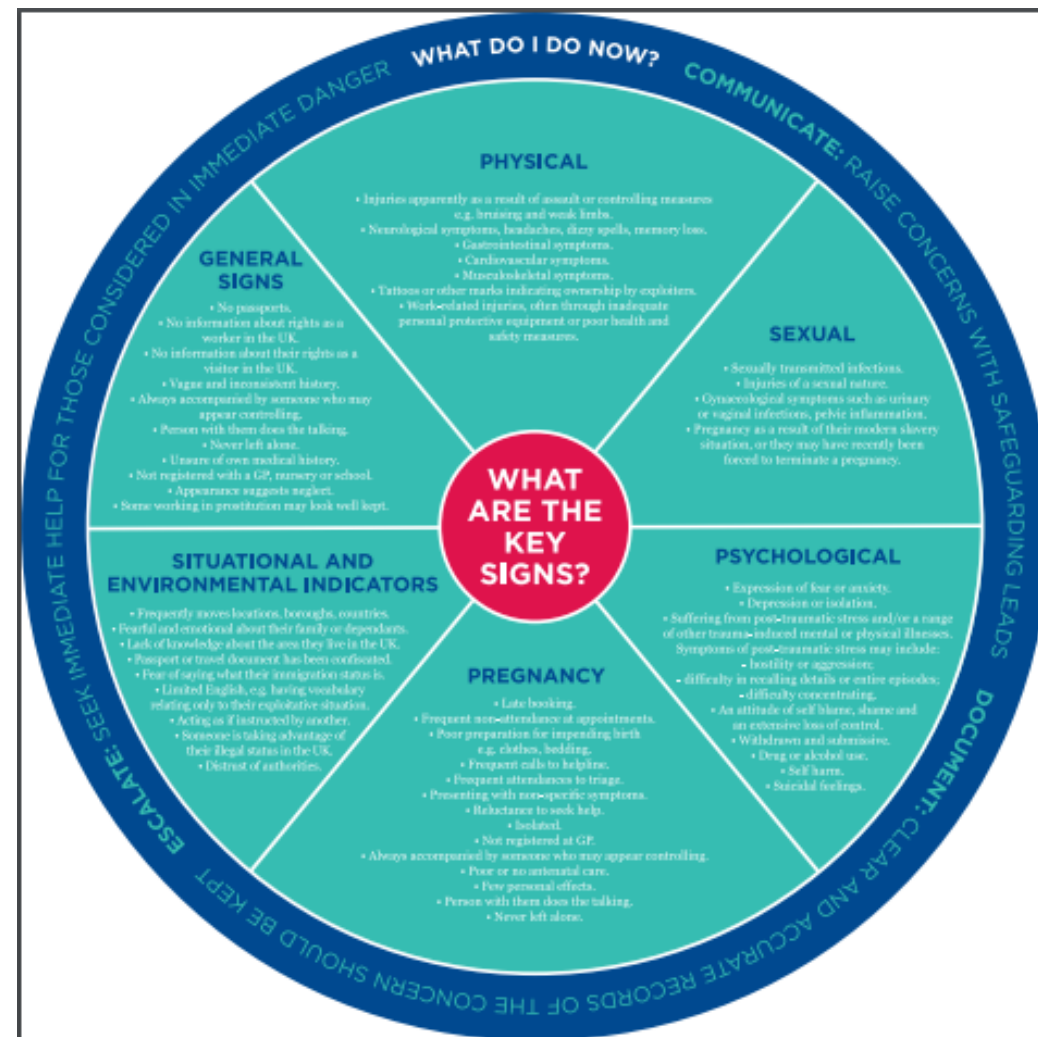 WHAT DO I DO NOW?
COMMUNICATE: RAISE CONCERNS WITH SAFEGUARDING LEADS
DOCUMENT: CLEAR AND ACCURATE RECORDS OF THE CONCERN SHOULD BE KEPT
ESCALATE: SEEK IMMEDIATE HELP FOR THOSE CONSIDERED IN IMMEDIATE DANGER
WHAT
ARE THE
KEY
SIGNS?
PHYSICAL
• Injuries apparently as a result of assault or controlling measures
e.g. bruising and weak limbs.
• Neurological symptoms, headaches, dizzy spells, memory loss.
• Gastrointestinal symptoms.
• Cardiovascular symptoms.
• Musculoskeletal symptoms.
• Tattoos or other marks indicating ownership by exploiters.
• Work-related injuries, often through inadequate
personal protective equipment or poor health and
safety measures.
SEXUAL
• Sexually transmitted infections.
• Injuries of a sexual nature.
• Gynaecological symptoms such as urinary
or vaginal infections, pelvic inflammation.
• Pregnancy as a result of their modern slavery
situation, or they may have recently been
forced to terminate a pregnancy.
PSYCHOLOGICAL
• Expression of fear or anxiety.
• Depression or isolation.
• Suffering from post-traumatic stress and/or a range
of other trauma-induced mental or physical illnesses.
Symptoms of post-traumatic stress may include:
- hostility or aggression;
- difficulty in recalling details or entire episodes;
- difficulty concentrating.
• An attitude of self blame, shame and
an extensive loss of control.
• Withdrawn and submissive.
• Drug or alcohol use.
• Self harm.
• Suicidal feelings.
PREGNANCY
• Late booking.
• Frequent non-attendance at appointments.
• Poor preparation for impending birth
e.g. clothes, bedding.
• Frequent calls to helpline.
• Frequent attendances to triage.
• Presenting with non-specific symptoms.
• Reluctance to seek help.
• Isolated.
• Not registered at GP.
• Always accompanied by someone who may appear controlling.
• Poor or no antenatal care.
• Few personal effects.
• Person with them does the talking.
• Never left alone.
SITUATIONAL AND
ENVIRONMENTAL INDICATORS
• Frequently moves locations, boroughs, countries.
• Fearful and emotional about their family or dependants.
• Lack of knowledge about the area they live in the UK.
• Passport or travel document has been confiscated.
• Fear of saying what their immigration status is.
• Limited English, e.g. having vocabulary
relating only to their exploitative situation.
• Acting as if instructed by another.
• Someone is taking advantage of
their illegal status in the UK.
• Distrust of authorities.
GENERAL
SIGNS
• No passports.
• No information about rights as a
worker in the UK.
• No information about their rights as a
visitor in the UK.
• Vague and inconsistent history.
• Always accompanied by someone who may
appear controlling.
• Person with them does the talking.
• Never left alone.
• Unsure of own medical history.
• Not registered with a GP, nursery or school.
• Appearance suggests neglect.
• Some working in prostitution may look well kept.